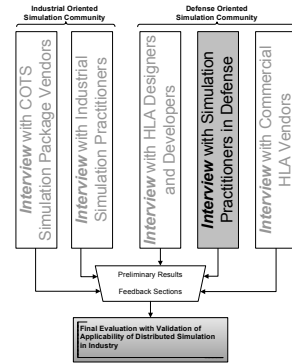 Industrial Oriented
Simulation Community
Defense Oriented
Simulation Community
Interview with COTS
Simulation Package Vendors
Interview with Industrial
Simulation Practitioners
Interview with HLA Designers
and Developers
Interview with Simulation
Practitioners in Defense
Interview with Commercial
HLA Vendors
Preliminary Results
Feedback Sections
Final Evaluation with Validation of
Applicability of Distributed Simulation
in Industry